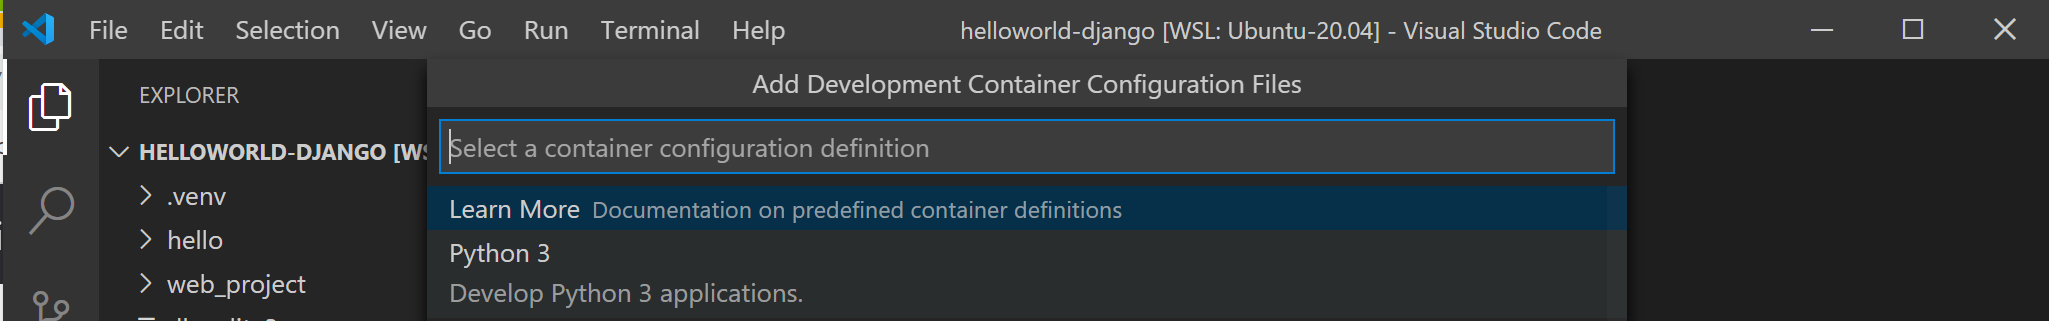 File Edit Selection View Go Run Terminal Help helloworld-django [WSL: Ubuntu-20.04] - Visual Studio Code
Add Development Container Configuration Files
EXPLORER
Select a container configuration definition
HELLOWORLD-DJANGO [WS
.venv
Learn More Documentation on predefined container definitions
hello
Python 3
web_project
Develop Python 3 applications.